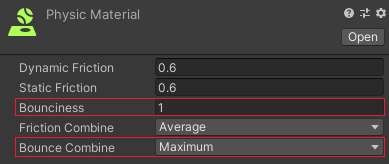 Physic Material
Open
Dynamic Friction 0.6
Static Friction 0.6
Bounciness 1
Friction Combine Average
Bounce Combine Maximum